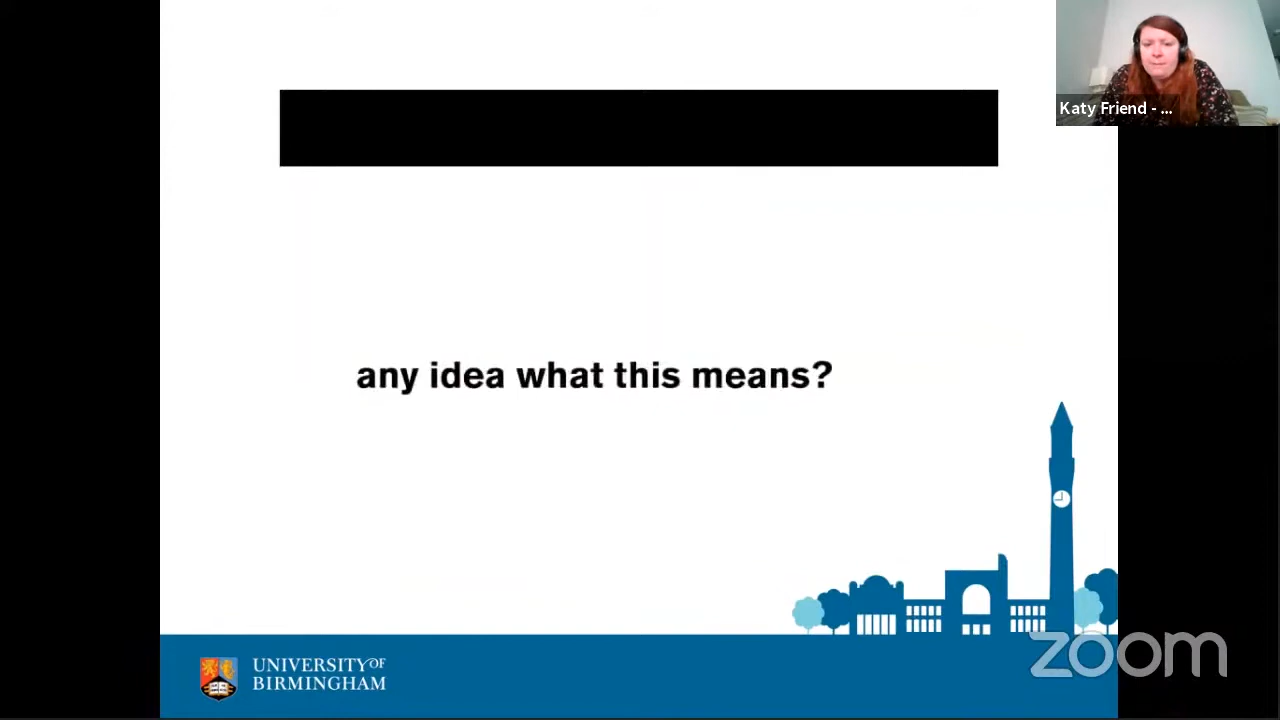 Katy Friend - ...
any idea what this means?
UNIVERSITY OF
BIRMINGHAM
zoom